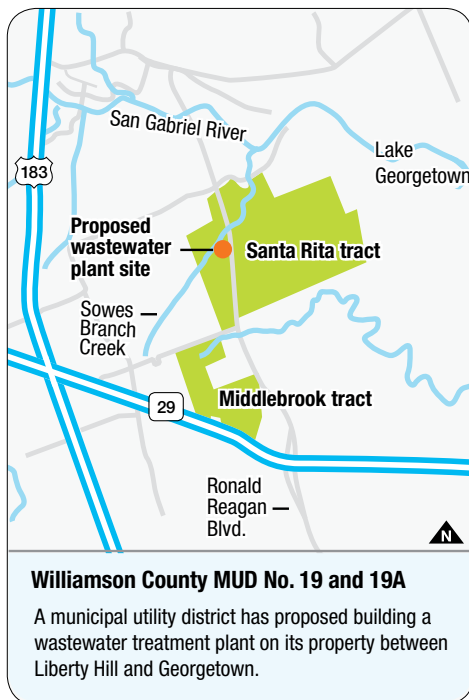 San Gabriel River
Lake
Georgetown
183
Proposed
wastewater
plant site
Santa Rita tract
Sowes
Branch
Creek
Middlebrook tract
29
Ronald
Reagan
Blvd.
N
Williamson County MUD No. 19 and 19A
A municipal utility district has proposed building a
wastewater treatment plant on its property between
Liberty Hill and Georgetown.